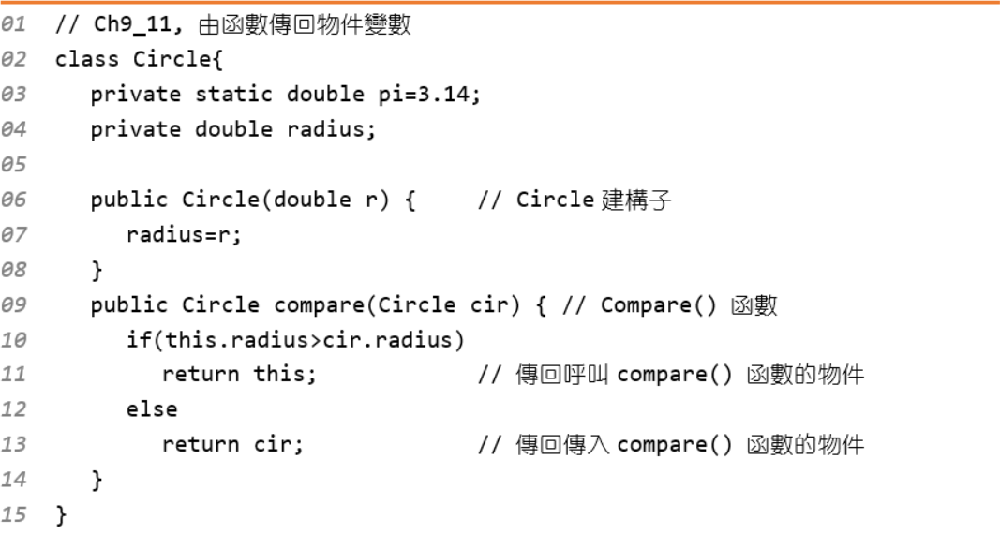 01 // Ch9_11, 由函數傳回物件變數
02 class Circle{
03 private static double pi=3.14;
04 private double radius;
05
06 public Circle(double r) { // Circle 建構子
07 radius=r;
08 }
09 public Circle compare(Circle cir) { // Compare() 函數
10 if(this.radius>cir.radius)
11 return this; // 傳回呼叫 compare() 函數的物件
12 else
13 return cir; // 傳回傳入 compare() 函數的物件
14 }
15 }